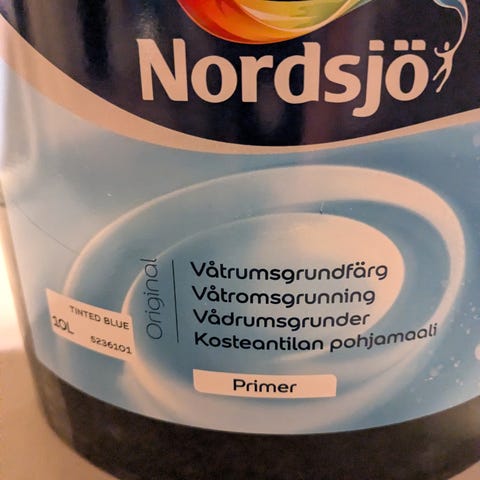 Nordsjö
Original
Våtrumsgrundfärg
Våtromsgrunning
Vådrumsgrunder
Kosteantilan pohjamaali
Primer
TINTED BLUE
10L
5236101